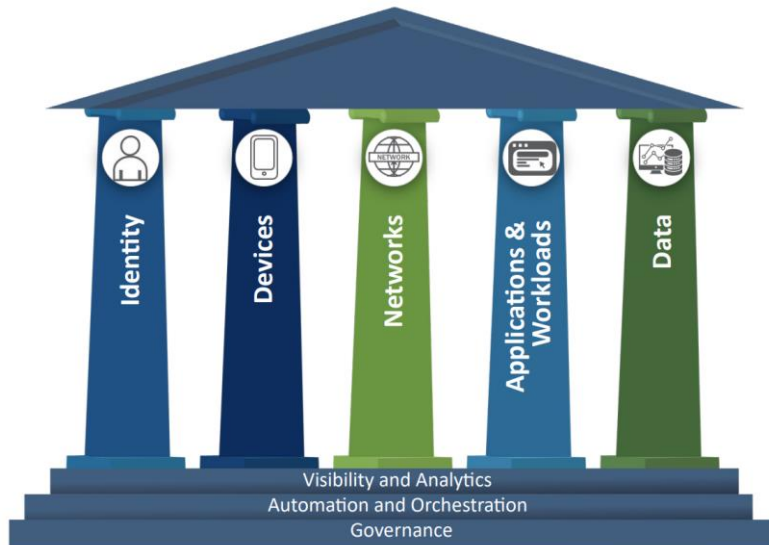 Identity
Devices
NETWORK
Networks
Applications &
Workloads
Data
Visibility and Analytics
Automation and Orchestration
Governance